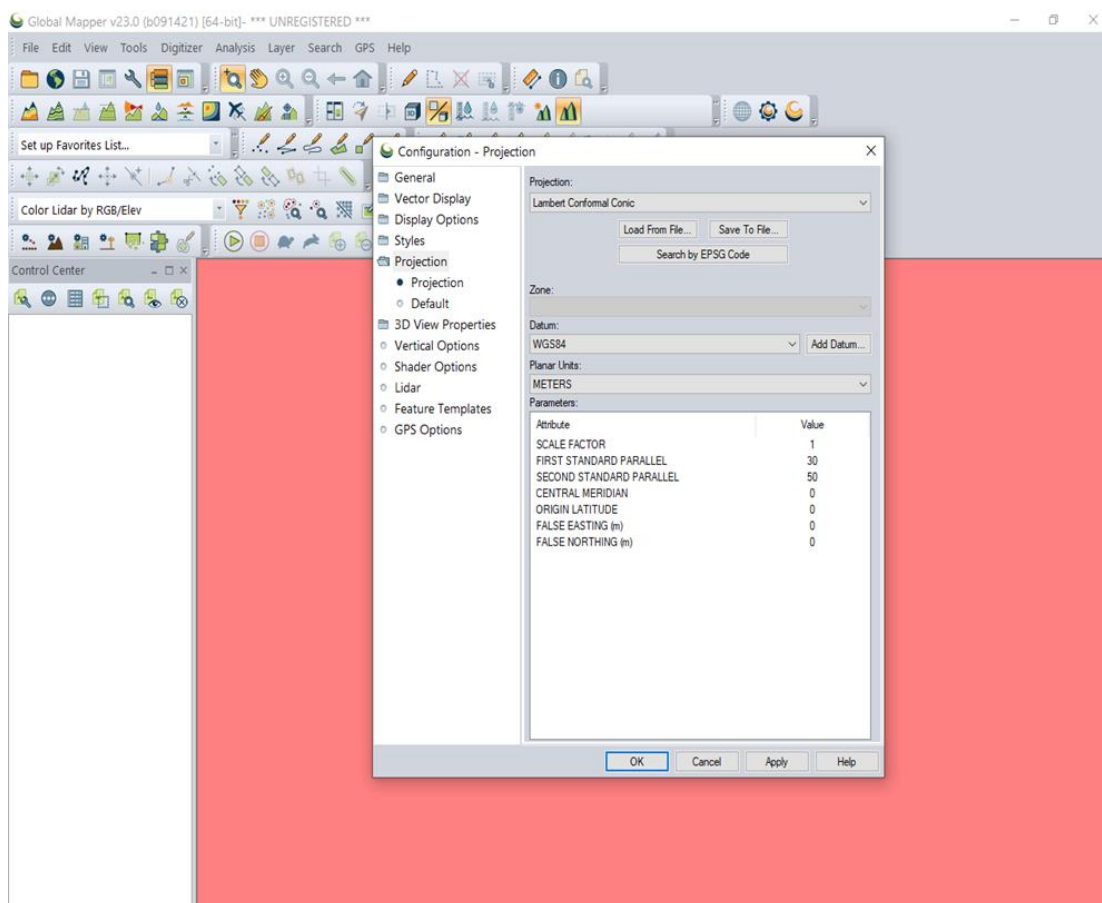 Global Mapper v23.0 (b091421) [64-bit]- *** UNREGISTERED ***
File Edit View Tools Digitizer Analysis Layer Search GPS Help
Set up Favorites List...
Color Lidar by RGB/Elev
Control Center
Configuration - Projection
General
Vector Display
Display Options
Styles
Projection
Projection
Default
3D View Properties
Vertical Options
Shader Options
Lidar
Feature Templates
GPS Options
Projection:
Lambert Conformal Conic
Load From File... Save To File...
Search by EPSG Code
Zone:
Datum:
WGS84 Add Datum...
Planar Units:
METERS
Parameters:
Attribute Value
SCALE FACTOR 1
FIRST STANDARD PARALLEL 30
SECOND STANDARD PARALLEL 50
CENTRAL MERIDIAN 0
ORIGIN LATITUDE 0
FALSE EASTING (m) 0
FALSE NORTHING (m) 0
OK Cancel Apply Help